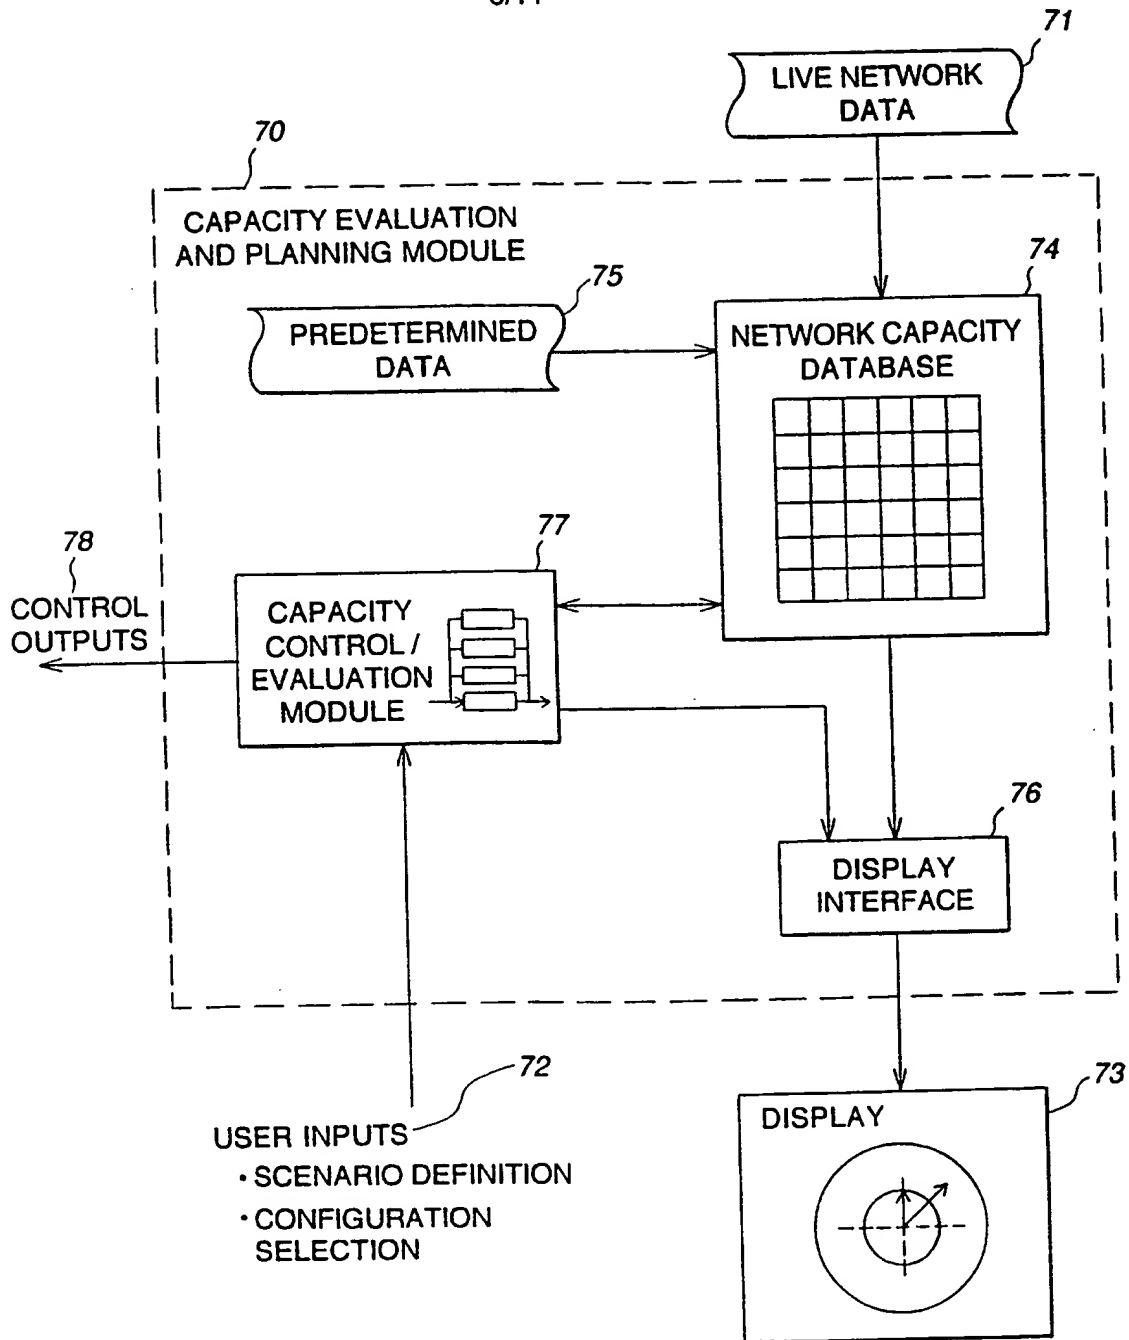 71
LIVE NETWORK
DATA
70
CAPACITY EVALUATION
AND PLANNING MODULE
75
PREDETERMINED
DATA
74
NETWORK CAPACITY
DATABASE
78
CONTROL
OUTPUTS
77
CAPACITY
CONTROL /
EVALUATION
MODULE
76
DISPLAY
INTERFACE
72
USER INPUTS
· SCENARIO DEFINITION
· CONFIGURATION
SELECTION
73
DISPLAY